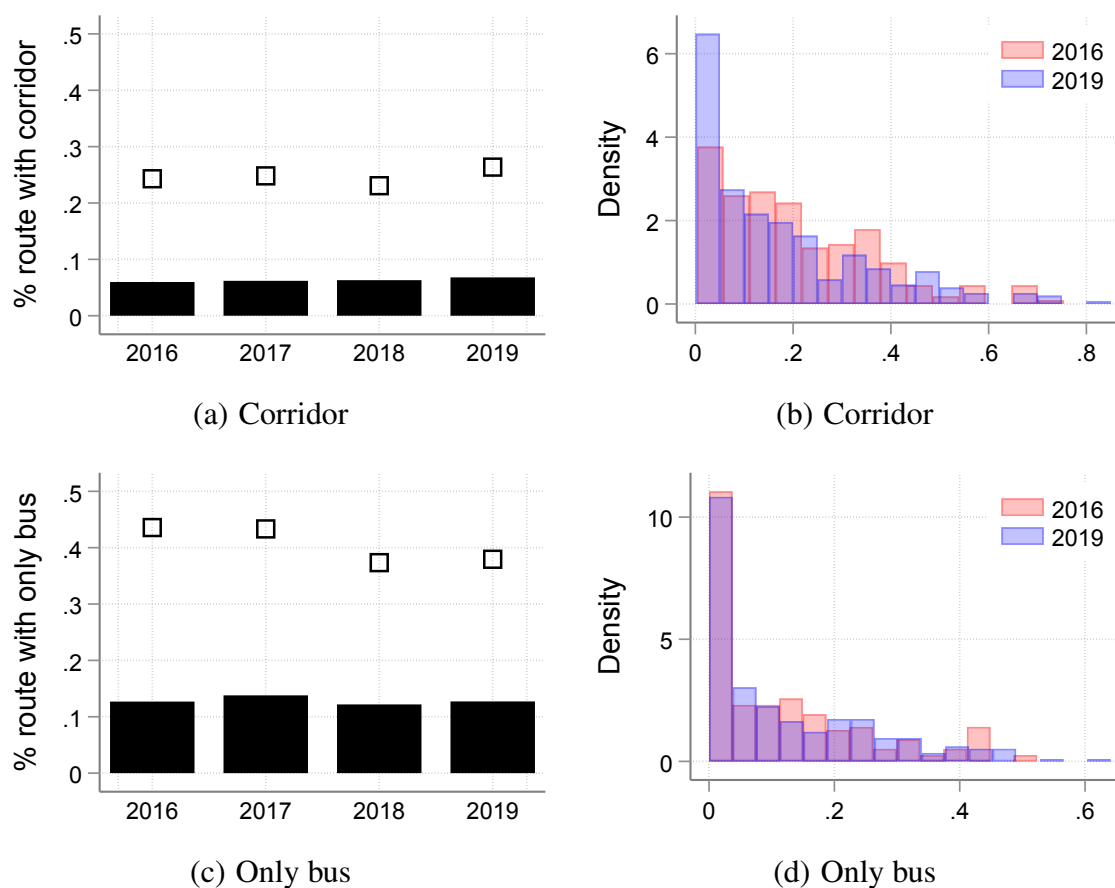 % route with corridor
.5
.4
.3
.2
.1
0
2016 2017 2018 2019
(a) Corridor
Density
6
4
2
0
0 .2 .4 .6 .8
2016
2019
(b) Corridor
% route with only bus
.5
.4
.3
.2
.1
0
2016 2017 2018 2019
(c) Only bus
Density
10
5
0
0 .2 .4 .6
2016
2019
(d) Only bus